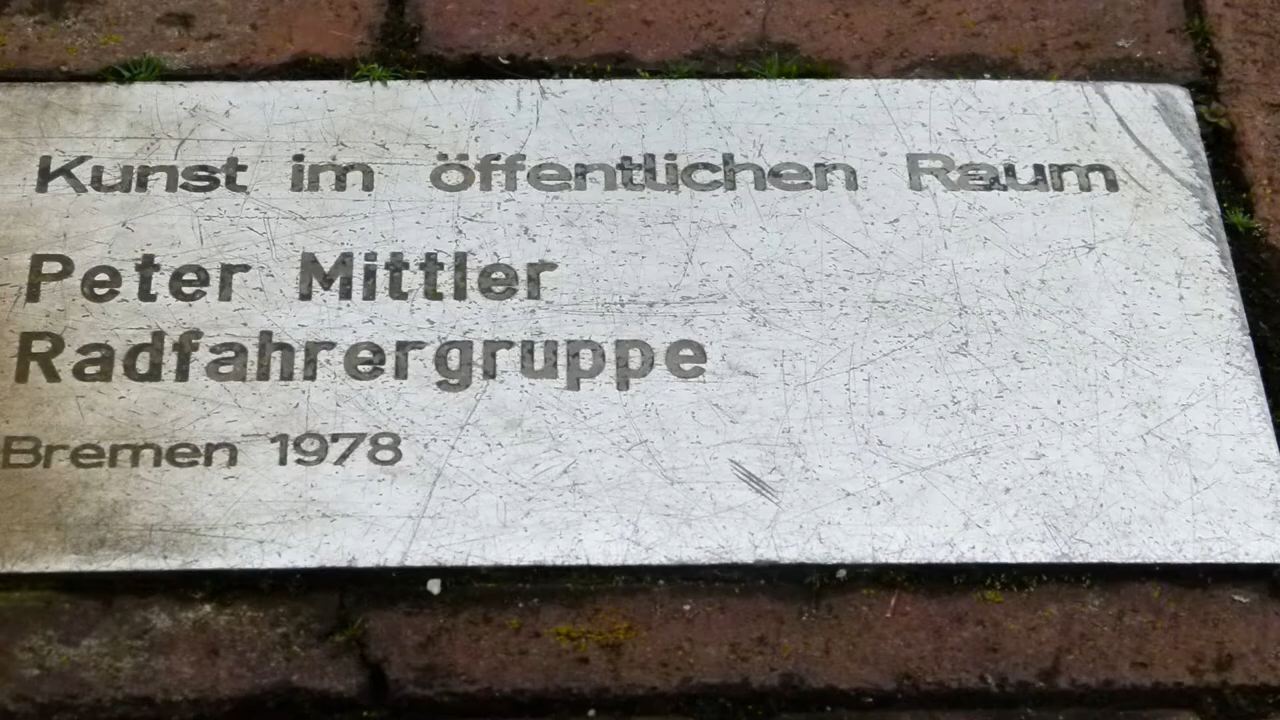 Kunst im öffentlichen Raum
Peter Mittler
Radfahrergruppe
Bremen 1978